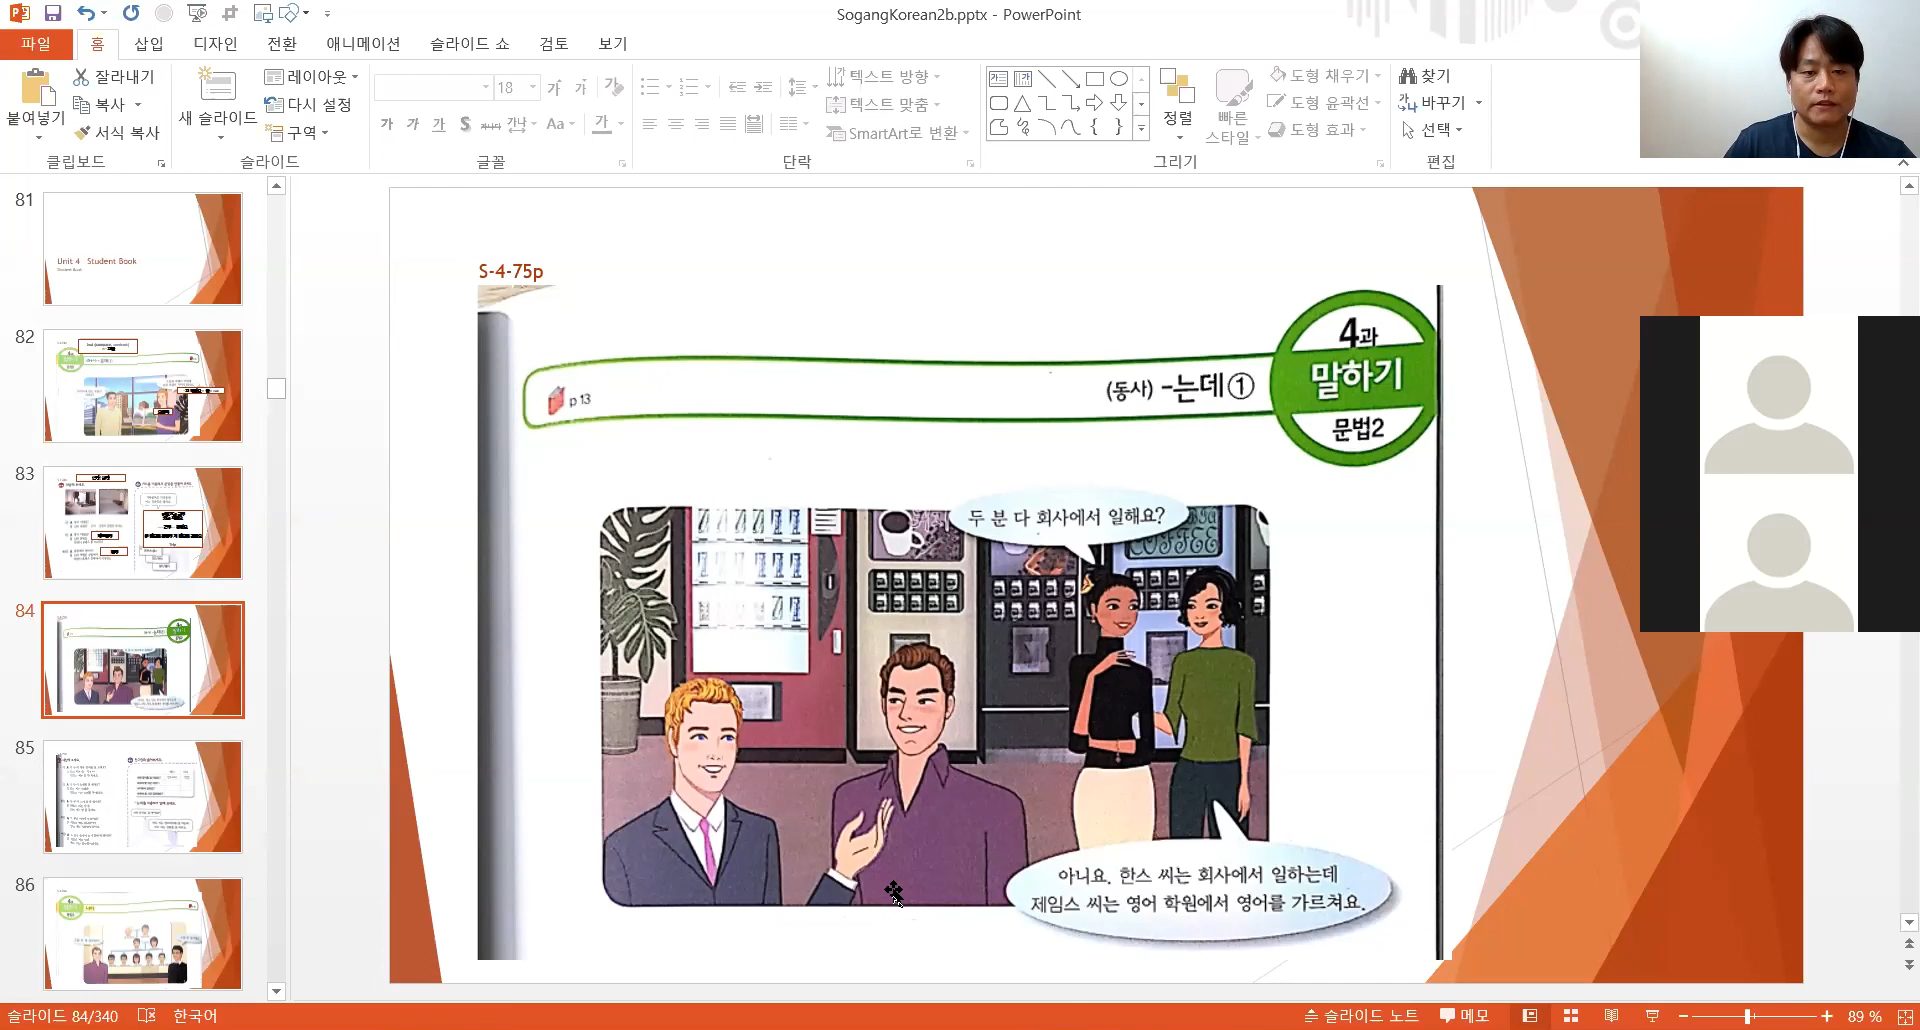 SogangKorean2b.pptx - PowerPoint
파일
홈
삽입
디자인
전환
애니메이션
슬라이드 쇼
검토
보기
붙여넣기
잘라내기
복사
서식 복사
클립보드
새 슬라이드
레이아웃
다시 설정
구역
슬라이드
18
가
가
가
가
가
S
간
Aa
가
글꼴
텍스트 방향
텍스트 맞춤
SmartArt로 변환
단락
정렬
빠른
스타일
도형 채우기
도형 윤곽선
도형 효과
그리기
찾기
바꾸기
선택
편집
81
Unit 4 Student Book
82
83
84
85
86
S-4-75p
p 13
(동사) -는데①
4과
말하기
문법2
두 분 다 회사에서 일해요?
COFFEE
아니요. 한스 씨는 회사에서 일하는데
제임스 씨는 영어 학원에서 영어를 가르쳐요.
슬라이드 84/340
한국어
슬라이드 노트
메모
89 %